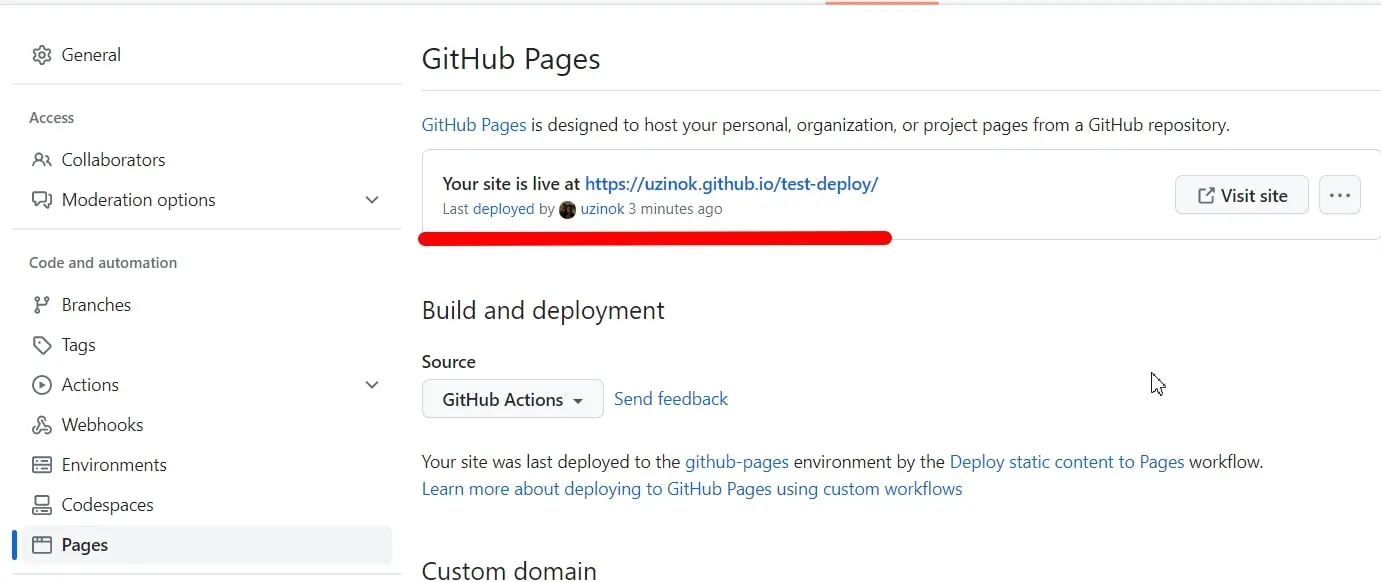 General
Access
Collaborators
Moderation options
Code and automation
Branches
Tags
Actions
Webhooks
Environments
Codespaces
Pages
GitHub Pages
GitHub Pages is designed to host your personal, organization, or project pages from a GitHub repository.
Your site is live at https://uzinok.github.io/test-deploy/
Last deployed by uzinok 3 minutes ago
Visit site
Build and deployment
Source
GitHub Actions
Send feedback
Your site was last deployed to the github-pages environment by the Deploy static content to Pages workflow.
Learn more about deploying to GitHub Pages using custom workflows
Custom domain